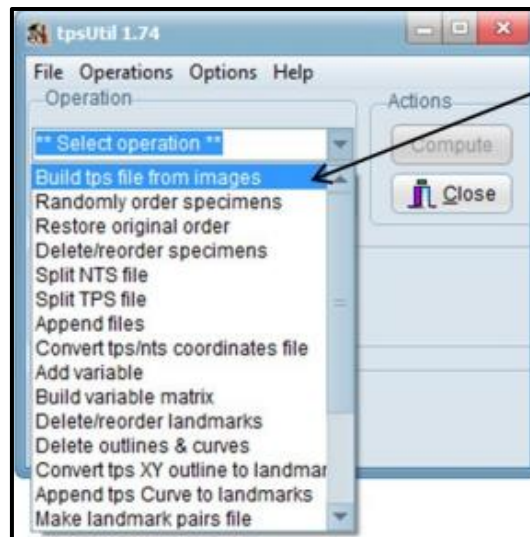 tpsUtil 1.74
File Operations Options Help
Operation
Actions
** Select operation **
Compute
Close
Build tps file from images
Randomly order specimens
Restore original order
Delete/reorder specimens
Split NTS file
Split TPS file
Append files
Convert tps/nts coordinates file
Add variable
Build variable matrix
Delete/reorder landmarks
Delete outlines & curves
Convert tps XY outline to landmar
Append tps Curve to landmarks
Make landmark pairs file